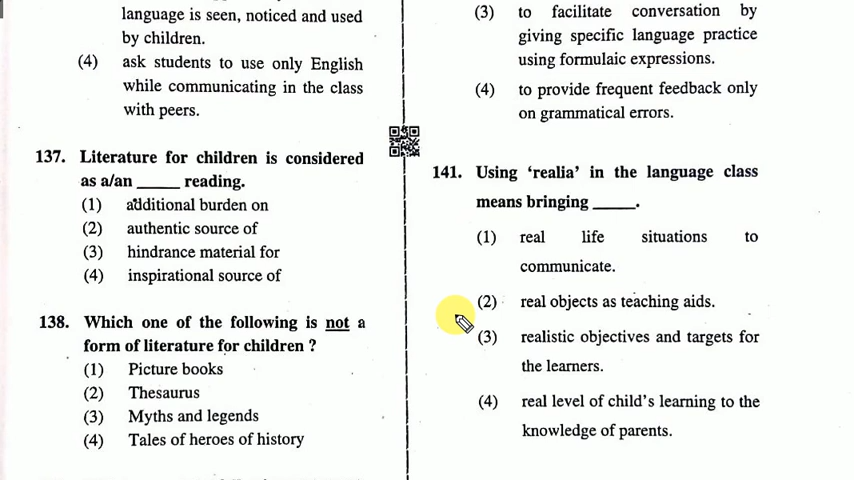 language is seen, noticed and used
by children.
(4) ask students to use only English
while communicating in the class
with peers.
137. Literature for children is considered
as a/an _____ reading.
(1) additional burden on
(2) authentic source of
(3) hindrance material for
(4) inspirational source of
138. Which one of the following is not a
form of literature for children ?
(1) Picture books
(2) Thesaurus
(3) Myths and legends
(4) Tales of heroes of history
(3) to facilitate conversation by
giving specific language practice
using formulaic expressions.
(4) to provide frequent feedback only
on grammatical errors.
141. Using ‘realia’ in the language class
means bringing _____.
(1) real life situations to
communicate.
(2) real objects as teaching aids.
(3) realistic objectives and targets for
the learners.
(4) real level of child’s learning to the
knowledge of parents.